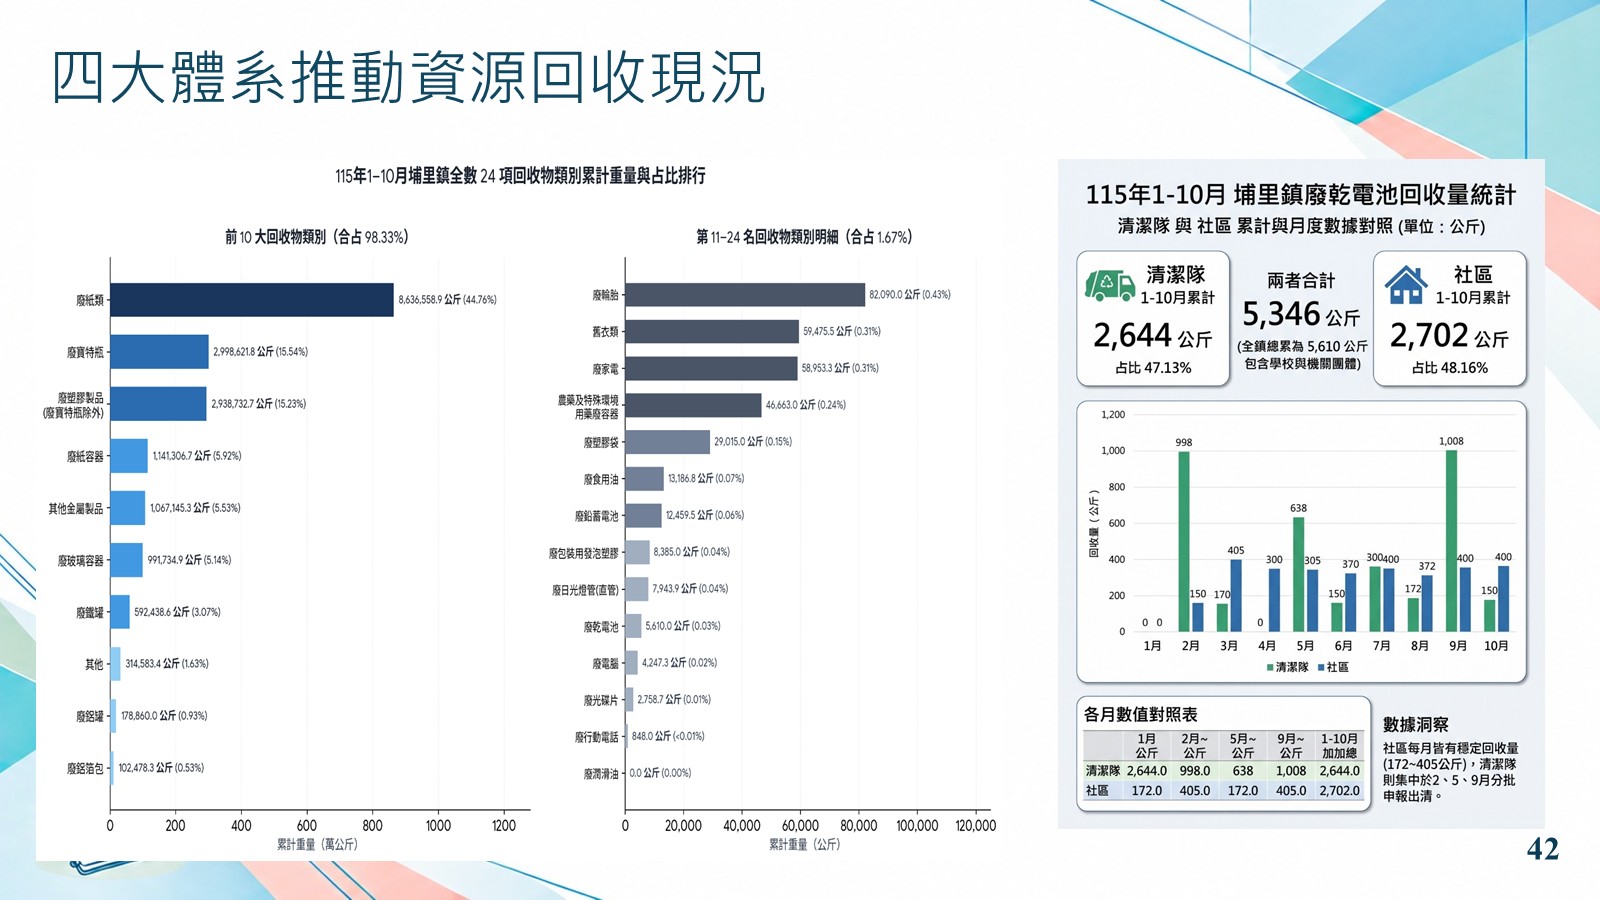 四大體系推動資源回收現況
115年1–10月埔里鎮全數 24 項回收物類別累計重量與占比排行
前 10 大回收物類別（合占 98.33%）
廢紙類 8,636,558.9 公斤 (44.76%)
廢寶特瓶 2,998,621.8 公斤 (15.54%)
廢塑膠製品
(廢寶特瓶除外) 2,938,732.7 公斤 (15.23%)
廢紙容器 1,141,306.7 公斤 (5.92%)
其他金屬製品 1,067,145.3 公斤 (5.53%)
廢玻璃容器 991,734.9 公斤 (5.14%)
廢鐵罐 592,438.6 公斤 (3.07%)
其他 314,583.4 公斤 (1.63%)
廢鋁罐 178,860.0 公斤 (0.93%)
廢鋁箔包 102,478.3 公斤 (0.53%)
0 200 400 600 800 1000 1200
累計重量（萬公斤）
第 11–24 名回收物類別明細（合占 1.67%）
廢輪胎 82,090.0 公斤 (0.43%)
舊衣類 59,475.5 公斤 (0.31%)
廢家電 58,953.3 公斤 (0.31%)
農藥及特殊環境
用藥廢容器 46,663.0 公斤 (0.24%)
廢塑膠袋 29,015.0 公斤 (0.15%)
廢食用油 13,186.8 公斤 (0.07%)
廢鉛蓄電池 12,459.5 公斤 (0.06%)
廢包裝用發泡塑膠 8,385.0 公斤 (0.04%)
廢日光燈管(直管) 7,943.9 公斤 (0.04%)
廢乾電池 5,610.0 公斤 (0.03%)
廢電腦 4,247.3 公斤 (0.02%)
廢光碟片 2,758.7 公斤 (0.01%)
廢行動電話 848.0 公斤 (<0.01%)
廢潤滑油 0.0 公斤 (0.00%)
0 20,000 40,000 60,000 80,000 100,000 120,000
累計重量（公斤）
115年1-10月 埔里鎮廢乾電池回收量統計
清潔隊 與 社區 累計與月度數據對照 (單位：公斤)
清潔隊
1-10月累計
2,644 公斤
占比 47.13%
兩者合計
5,346 公斤
(全鎮總累為 5,610 公斤
包含學校與機關團體)
社區
1-10月累計
2,702 公斤
占比 48.16%
回收量（公斤）
1,200
1,000
800
600
400
200
0
0 0
998 150
170 405
0 300
638 305
150 370
300 400
172 372
1,008 400
150 400
1月 2月 3月 4月 5月 6月 7月 8月 9月 10月
清潔隊 社區
各月數值對照表
1月 2月~ 5月~ 9月~ 1-10月
公斤 公斤 公斤 公斤 加加總
清潔隊 2,644.0 998.0 638 1,008 2,644.0
社區 172.0 405.0 172.0 405.0 2,702.0
數據洞察
社區每月皆有穩定回收量
(172~405公斤)，清潔隊
則集中於2、5、9月分批
申報出清。
42